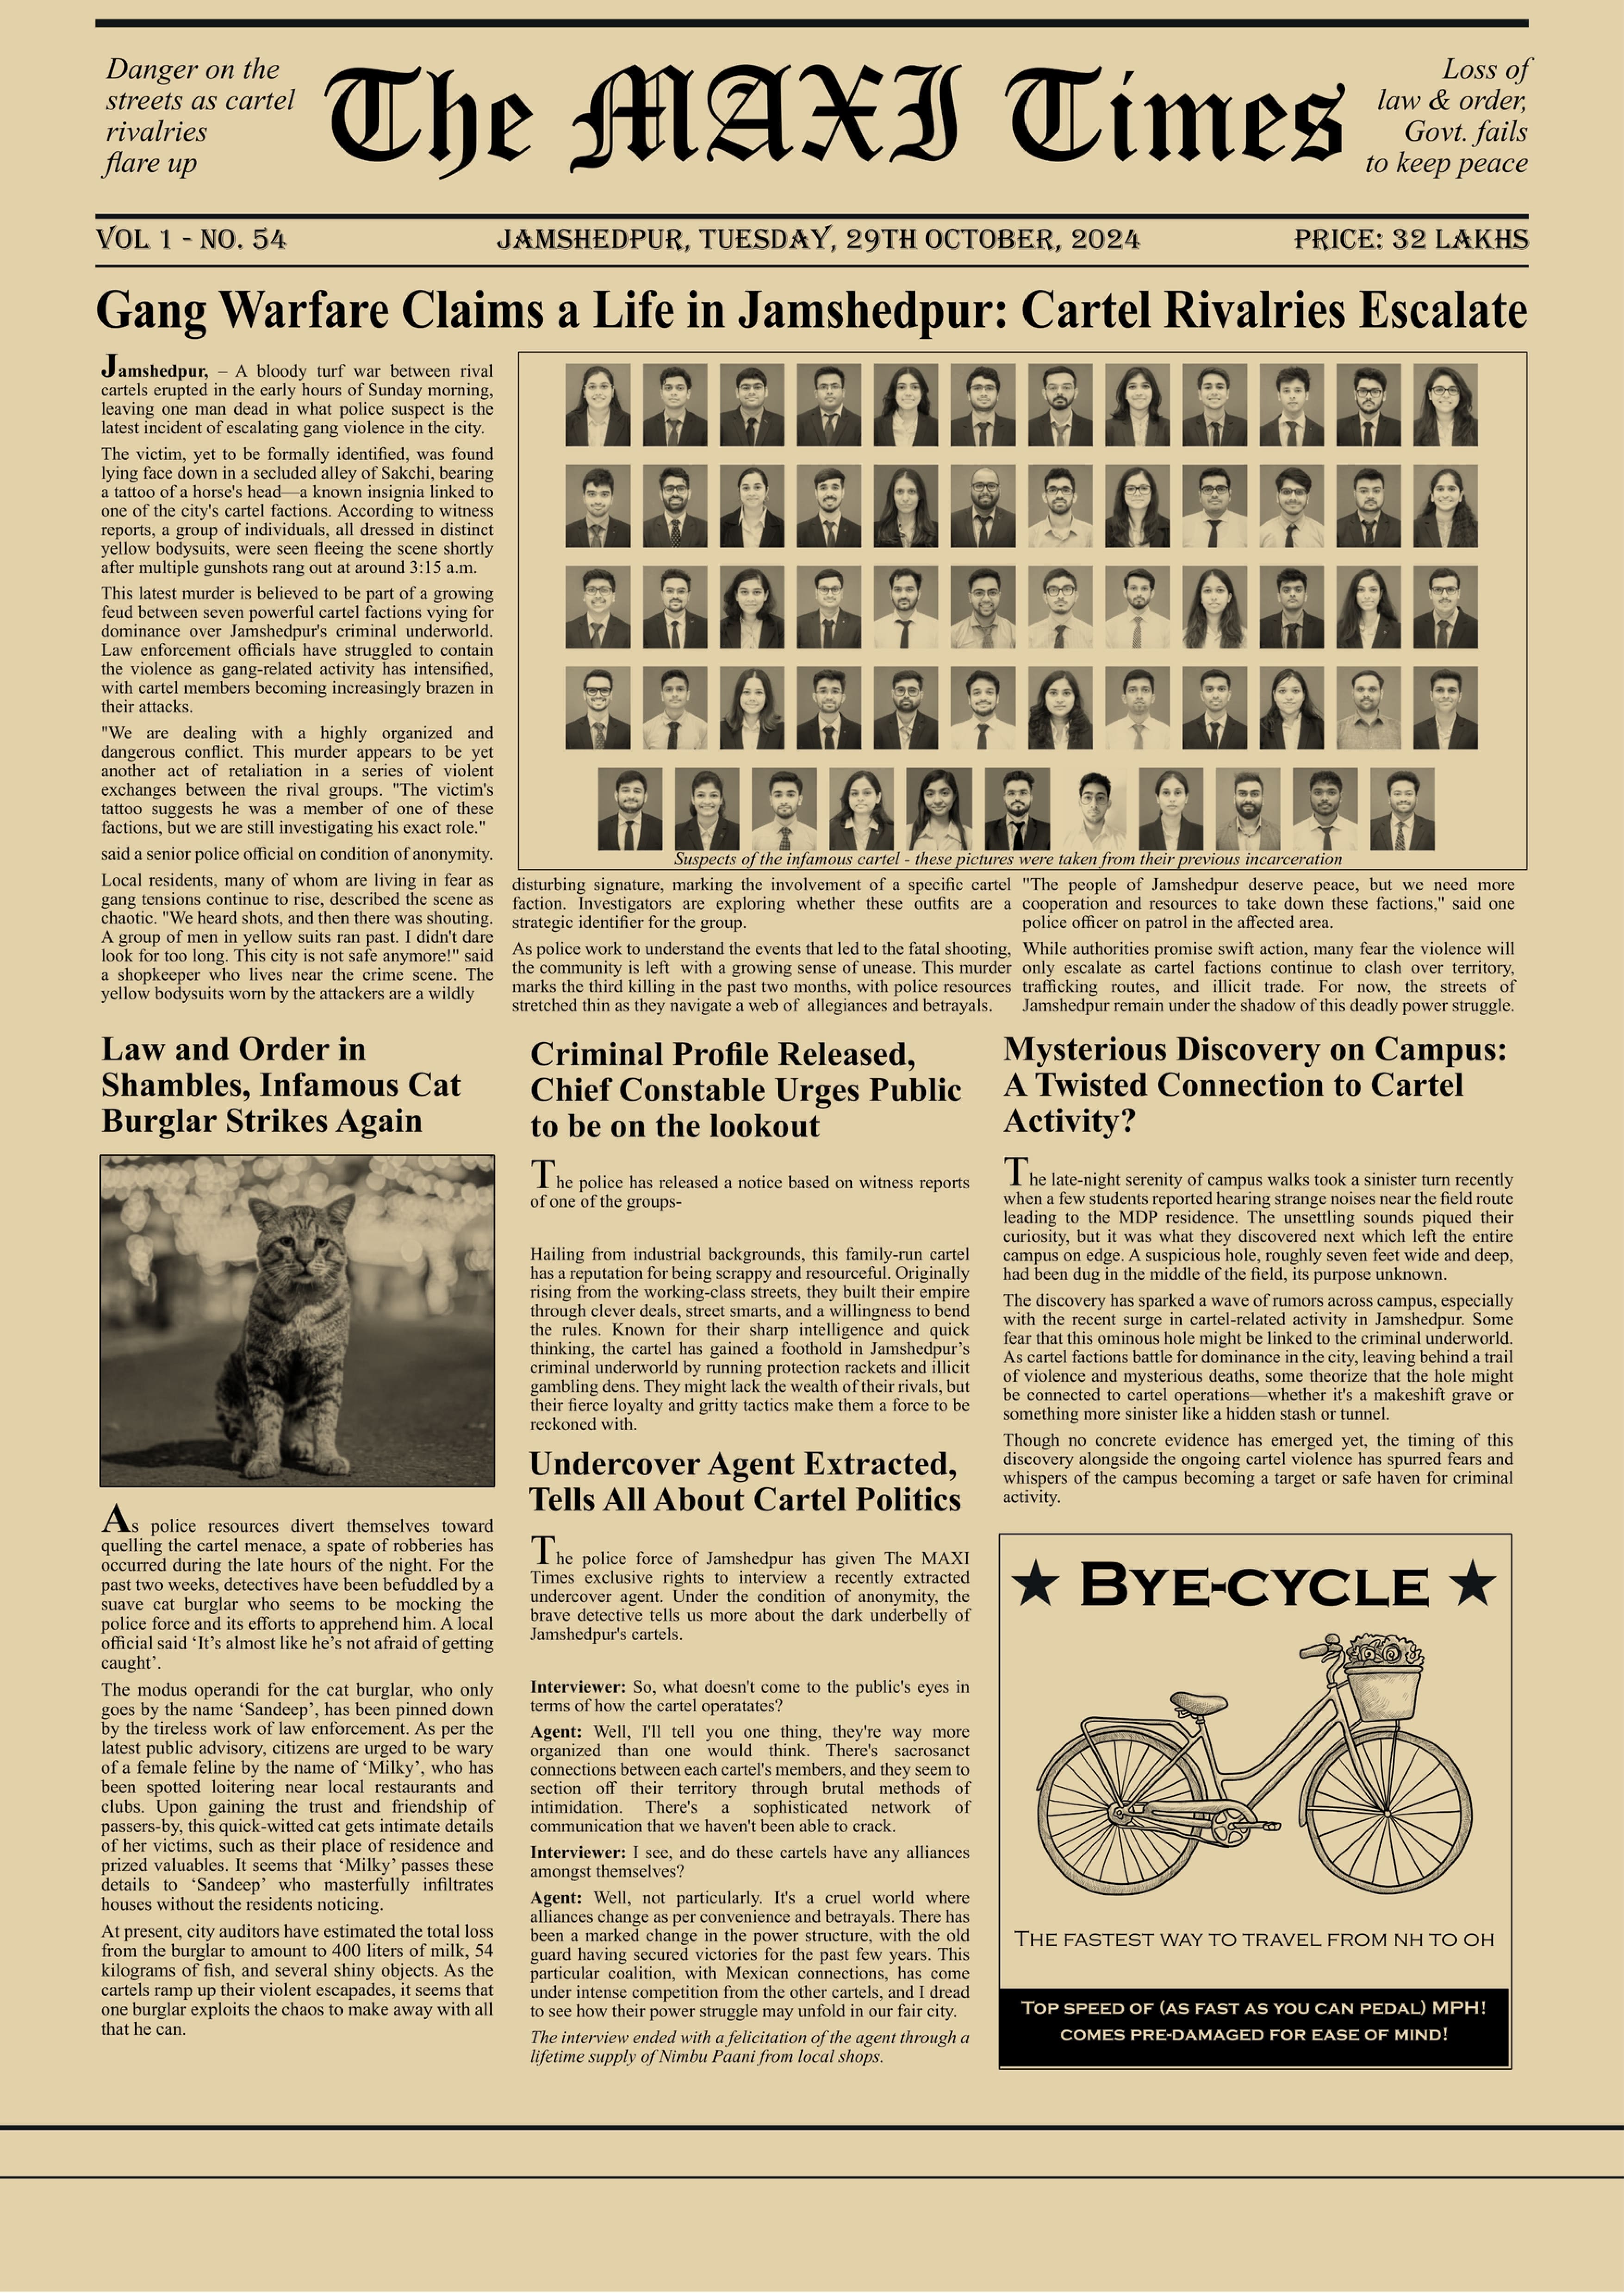 Danger on the
streets as cartel
rivalries
flare up
The MAXI Times
Loss of
law & order,
Govt. fails
to keep peace
VOL 1 - NO. 54
JAMSHEDPUR, TUESDAY, 29TH OCTOBER, 2024
PRICE: 32 LAKHS
Gang Warfare Claims a Life in Jamshedpur: Cartel Rivalries Escalate
Jamshedpur, – A bloody turf war between rival
cartels erupted in the early hours of Sunday morning,
leaving one man dead in what police suspect is the
latest incident of escalating gang violence in the city.
The victim, yet to be formally identified, was found
lying face down in a secluded alley of Sakchi, bearing
a tattoo of a horse's head—a known insignia linked to
one of the city's cartel factions. According to witness
reports, a group of individuals, all dressed in distinct
yellow bodysuits, were seen fleeing the scene shortly
after multiple gunshots rang out at around 3:15 a.m.
This latest murder is believed to be part of a growing
feud between seven powerful cartel factions vying for
dominance over Jamshedpur's criminal underworld.
Law enforcement officials have struggled to contain
the violence as gang-related activity has intensified,
with cartel members becoming increasingly brazen in
their attacks.
"We are dealing with a highly organized and
dangerous conflict. This murder appears to be yet
another act of retaliation in a series of violent
exchanges between the rival groups. "The victim's
tattoo suggests he was a member of one of these
factions, but we are still investigating his exact role."
said a senior police official on condition of anonymity.
Local residents, many of whom are living in fear as
gang tensions continue to rise, described the scene as
chaotic. "We heard shots, and then there was shouting.
A group of men in yellow suits ran past. I didn't dare
look for too long. This city is not safe anymore!" said
a shopkeeper who lives near the crime scene. The
yellow bodysuits worn by the attackers are a wildly
Suspects of the infamous cartel - these pictures were taken from their previous incarceration
disturbing signature, marking the involvement of a specific cartel
faction. Investigators are exploring whether these outfits are a
strategic identifier for the group.
As police work to understand the events that led to the fatal shooting,
the community is left with a growing sense of unease. This murder
marks the third killing in the past two months, with police resources
stretched thin as they navigate a web of allegiances and betrayals.
"The people of Jamshedpur deserve peace, but we need more
cooperation and resources to take down these factions," said one
police officer on patrol in the affected area.
While authorities promise swift action, many fear the violence will
only escalate as cartel factions continue to clash over territory,
trafficking routes, and illicit trade. For now, the streets of
Jamshedpur remain under the shadow of this deadly power struggle.
Law and Order in
Shambles, Infamous Cat
Burglar Strikes Again
As police resources divert themselves toward
quelling the cartel menace, a spate of robberies has
occurred during the late hours of the night. For the
past two weeks, detectives have been befuddled by a
suave cat burglar who seems to be mocking the
police force and its efforts to apprehend him. A local
official said ‘It’s almost like he’s not afraid of getting
caught’.
The modus operandi for the cat burglar, who only
goes by the name ‘Sandeep’, has been pinned down
by the tireless work of law enforcement. As per the
latest public advisory, citizens are urged to be wary
of a female feline by the name of ‘Milky’, who has
been spotted loitering near local restaurants and
clubs. Upon gaining the trust and friendship of
passers-by, this quick-witted cat gets intimate details
of her victims, such as their place of residence and
prized valuables. It seems that ‘Milky’ passes these
details to ‘Sandeep’ who masterfully infiltrates
houses without the residents noticing.
At present, city auditors have estimated the total loss
from the burglar to amount to 400 liters of milk, 54
kilograms of fish, and several shiny objects. As the
cartels ramp up their violent escapades, it seems that
one burglar exploits the chaos to make away with all
that he can.
Criminal Profile Released,
Chief Constable Urges Public
to be on the lookout
The police has released a notice based on witness reports
of one of the groups-
Hailing from industrial backgrounds, this family-run cartel
has a reputation for being scrappy and resourceful. Originally
rising from the working-class streets, they built their empire
through clever deals, street smarts, and a willingness to bend
the rules. Known for their sharp intelligence and quick
thinking, the cartel has gained a foothold in Jamshedpur’s
criminal underworld by running protection rackets and illicit
gambling dens. They might lack the wealth of their rivals, but
their fierce loyalty and gritty tactics make them a force to be
reckoned with.
Undercover Agent Extracted,
Tells All About Cartel Politics
The police force of Jamshedpur has given The MAXI
Times exclusive rights to interview a recently extracted
undercover agent. Under the condition of anonymity, the
brave detective tells us more about the dark underbelly of
Jamshedpur's cartels.
Interviewer: So, what doesn't come to the public's eyes in
terms of how the cartel operatates?
Agent: Well, I'll tell you one thing, they're way more
organized than one would think. There's sacrosanct
connections between each cartel's members, and they seem to
section off their territory through brutal methods of
intimidation. There's a sophisticated network of
communication that we haven't been able to crack.
Interviewer: I see, and do these cartels have any alliances
amongst themselves?
Agent: Well, not particularly. It's a cruel world where
alliances change as per convenience and betrayals. There has
been a marked change in the power structure, with the old
guard having secured victories for the past few years. This
particular coalition, with Mexican connections, has come
under intense competition from the other cartels, and I dread
to see how their power struggle may unfold in our fair city.
The interview ended with a felicitation of the agent through a
lifetime supply of Nimbu Paani from local shops.
Mysterious Discovery on Campus:
A Twisted Connection to Cartel
Activity?
The late-night serenity of campus walks took a sinister turn recently
when a few students reported hearing strange noises near the field route
leading to the MDP residence. The unsettling sounds piqued their
curiosity, but it was what they discovered next which left the entire
campus on edge. A suspicious hole, roughly seven feet wide and deep,
had been dug in the middle of the field, its purpose unknown.
The discovery has sparked a wave of rumors across campus, especially
with the recent surge in cartel-related activity in Jamshedpur. Some
fear that this ominous hole might be linked to the criminal underworld.
As cartel factions battle for dominance in the city, leaving behind a trail
of violence and mysterious deaths, some theorize that the hole might
be connected to cartel operations—whether it's a makeshift grave or
something more sinister like a hidden stash or tunnel.
Though no concrete evidence has emerged yet, the timing of this
discovery alongside the ongoing cartel violence has spurred fears and
whispers of the campus becoming a target or safe haven for criminal
activity.
★ BYE-CYCLE ★
THE FASTEST WAY TO TRAVEL FROM NH TO OH
TOP SPEED OF (AS FAST AS YOU CAN PEDAL) MPH!
COMES PRE-DAMAGED FOR EASE OF MIND!